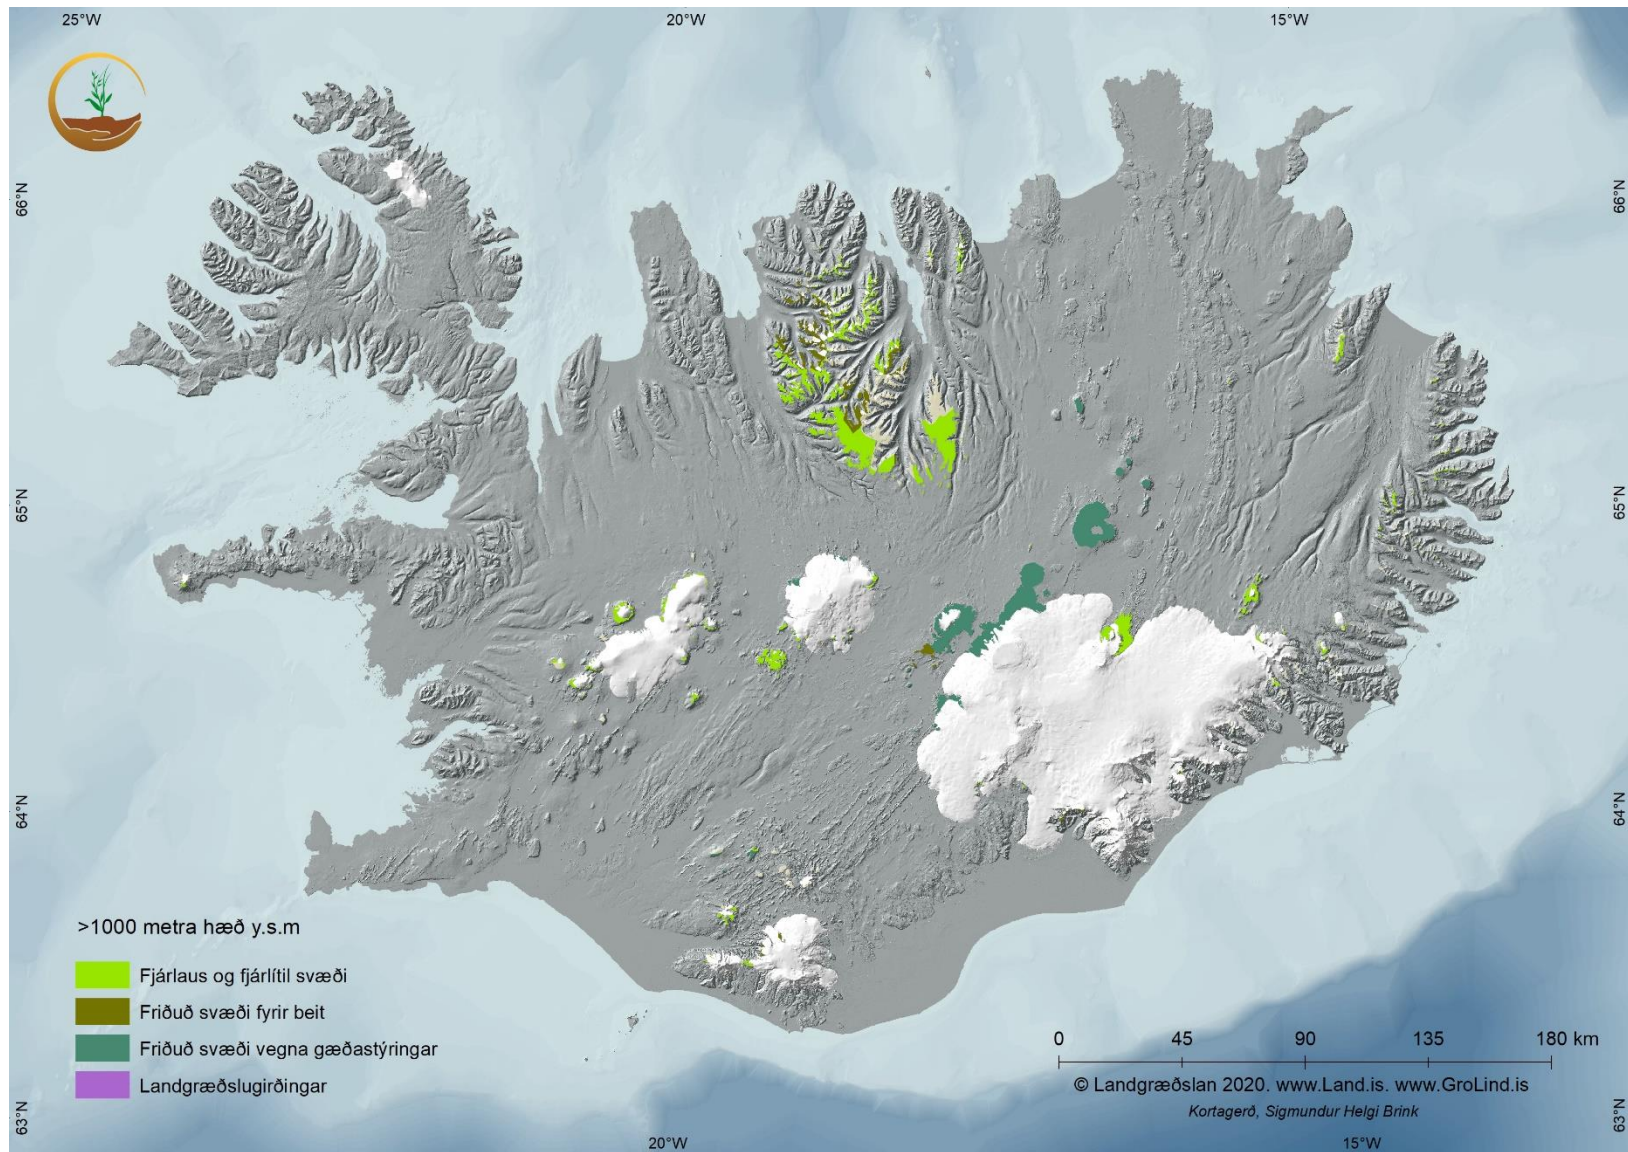 25°W
20°W
15°W
66°N
66°N
65°N
65°N
64°N
64°N
>1000 metra hæð y.s.m
Fjárlaus og fjárlítil svæði
Friðuð svæði fyrir beit
Friðuð svæði vegna gæðastýringar
Landgræðslugirðingar
0 45 90 135 180 km
© Landgræðslan 2020. www.Land.is. www.GroLind.is
Kortagerð, Sigmundur Helgi Brink
63°N
63°N
20°W
15°W